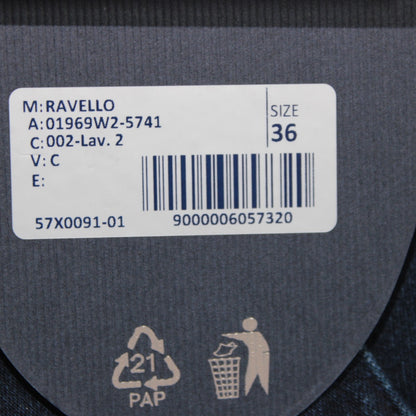 M: RAVELLO
A: 01969W2-5741
C: 002-Lav. 2
V: C
E:
SIZE
36
57X0091-01
9000006057320
21
PAP